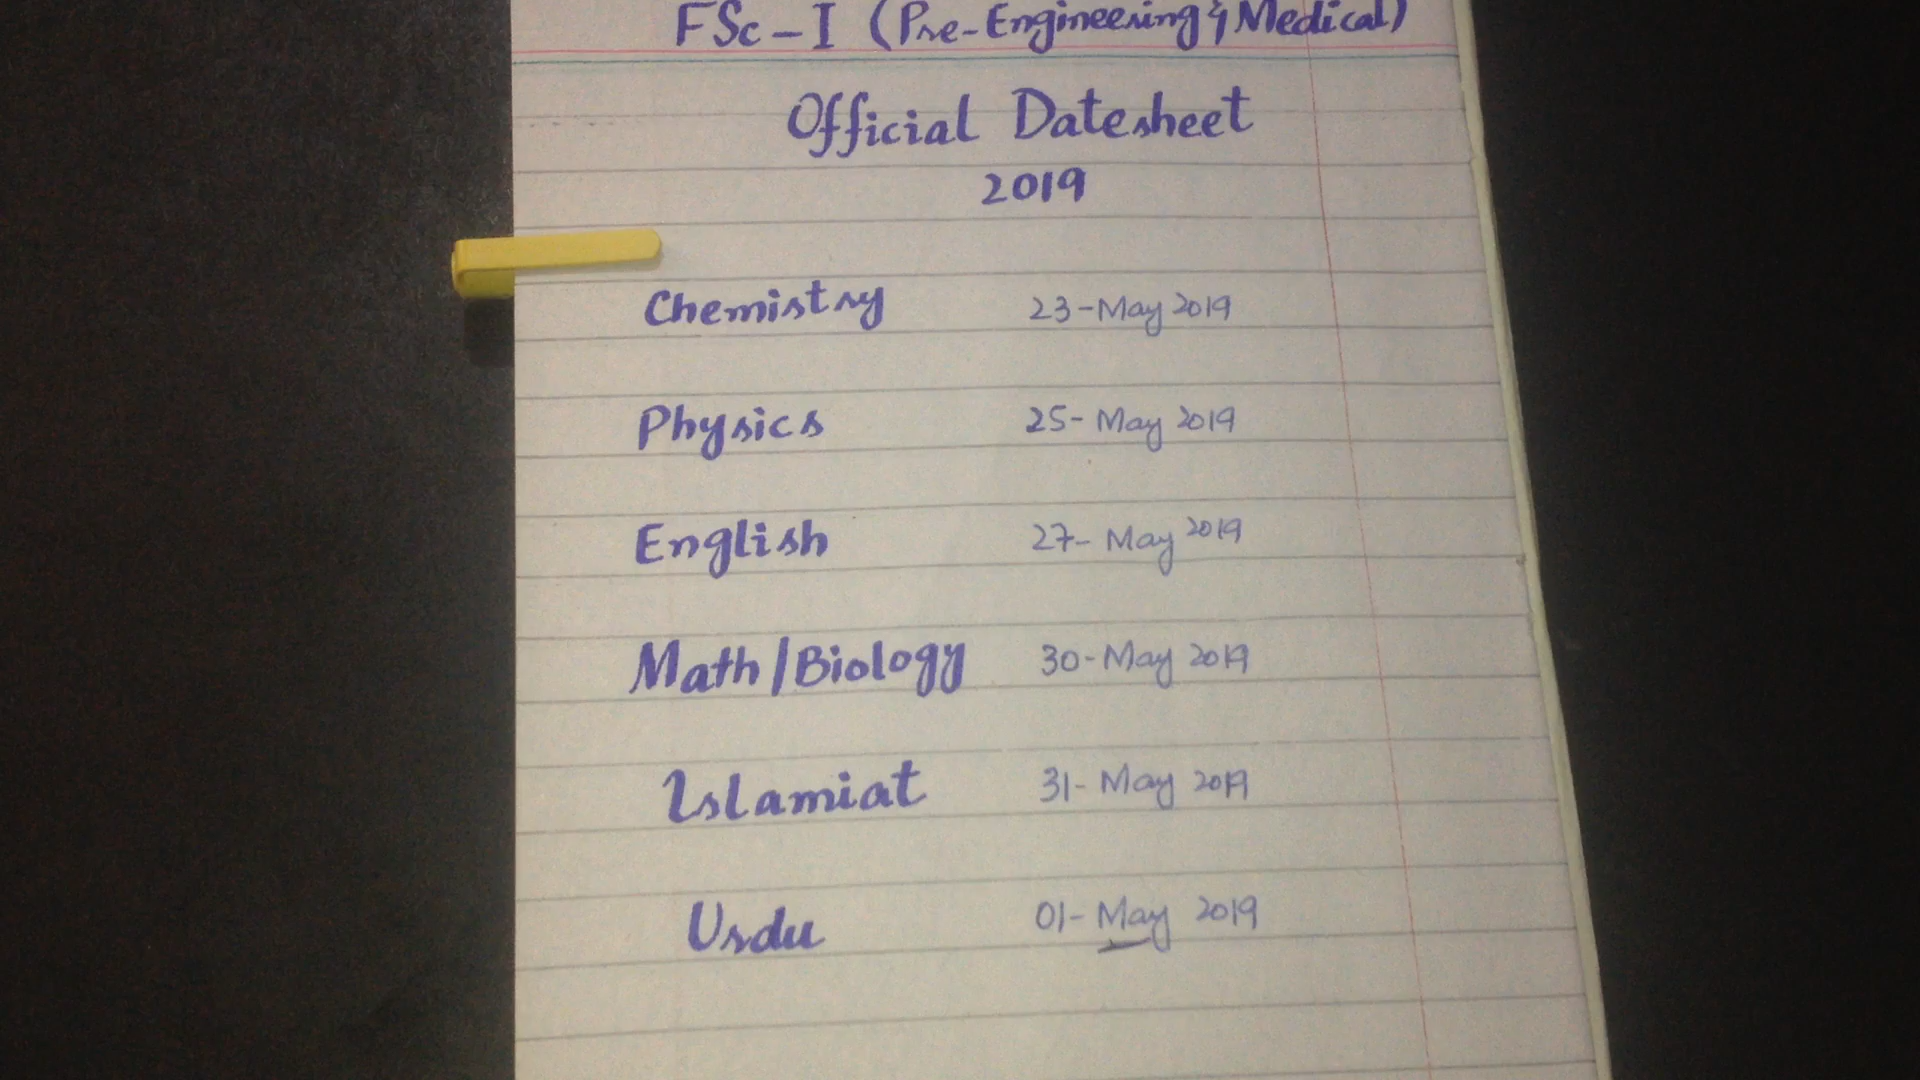 FSc-I (Pre-Engineering & Medical)
Official Datesheet
2019
Chemistry 23-May 2019
Physics 25-May 2019
English 27-May 2019
Math/Biology 30-May 2019
Islamiat 31-May 2019
Urdu 01-May 2019